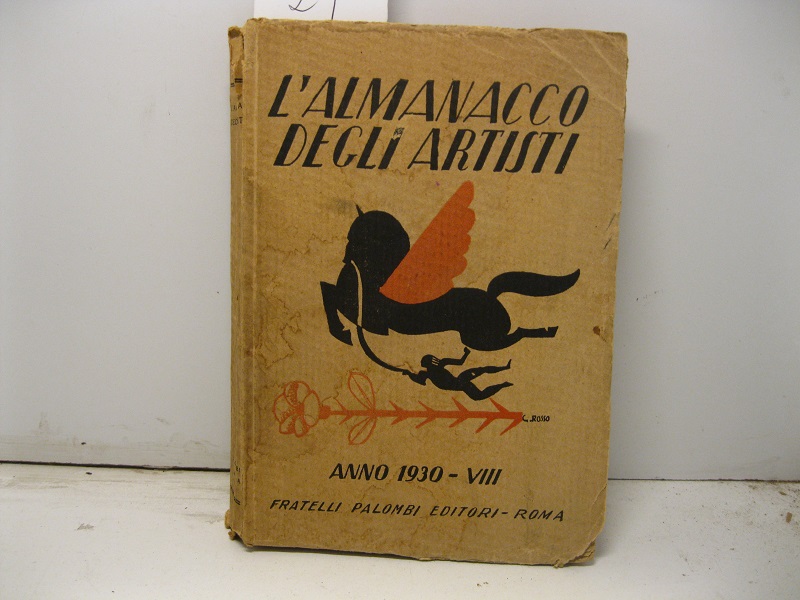 L'ALMANACCO
DEGLI ARTISTI
G. ROSSO
ANNO 1930 - VIII
FRATELLI PALOMBI EDITORI - ROMA